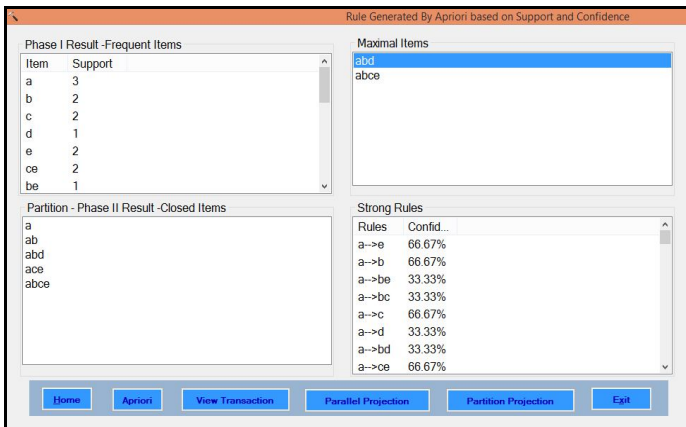 Rule Generated By Apriori based on Support and Confidence
Phase I Result -Frequent Items
Item Support
a 3
b 2
c 2
d 1
e 2
ce 2
be 1
Maximal Items
abd
abce
Partition - Phase II Result -Closed Items
a
ab
abd
ace
abce
Strong Rules
Rules Confid...
a-->e 66.67%
a-->b 66.67%
a-->be 33.33%
a-->bc 33.33%
a-->c 66.67%
a-->d 33.33%
a-->bd 33.33%
a-->ce 66.67%
Home Apriori View Transaction Parallel Projection Partition Projection Exit